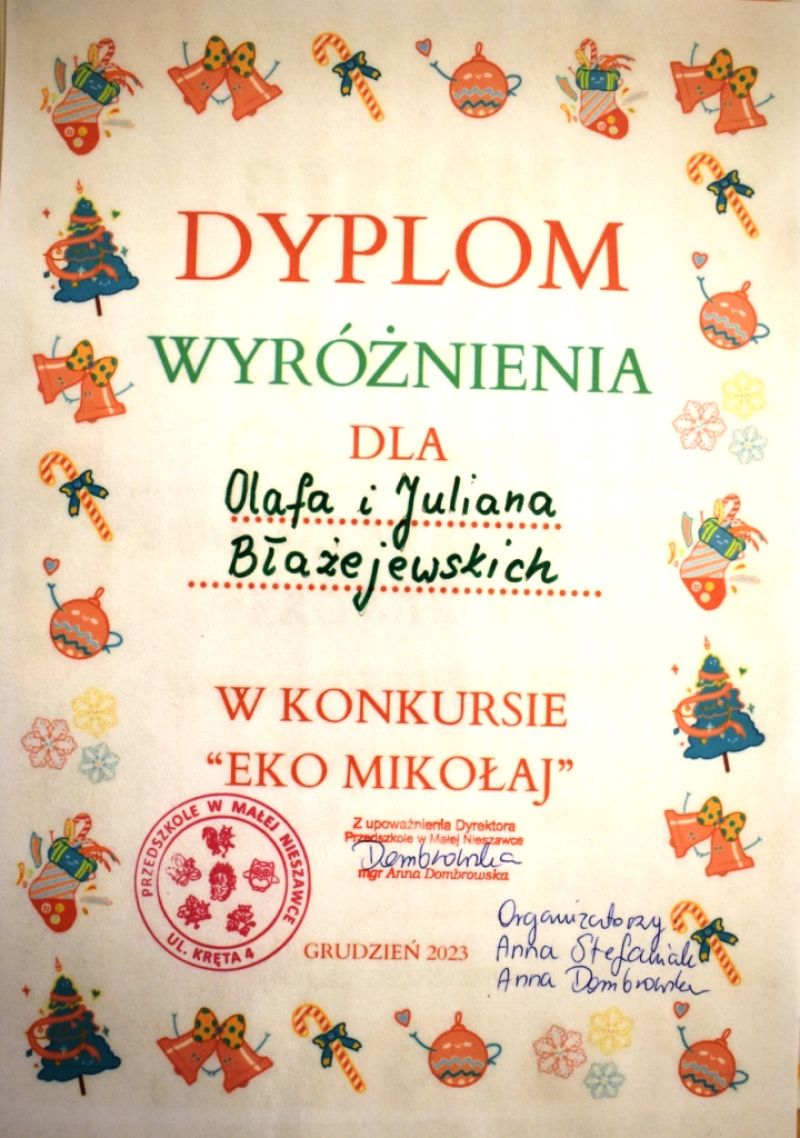 DYPLOM
WYRÓŻNIENIA
DLA
Olafa i Juliana
Błażejewskich
W KONKURSIE
“EKO MIKOŁAJ”
PRZEDSZKOLE W MAŁEJ NIESZAWCE
UL. KRĘTA 4
Z upoważnienia Dyrektora
Przedszkole w Małej Nieszawce
Dombrowska
mgr Anna Dombrowska
GRUDZIEŃ 2023
Organizatorzy
Anna Stefaniak
Anna Dombrowska